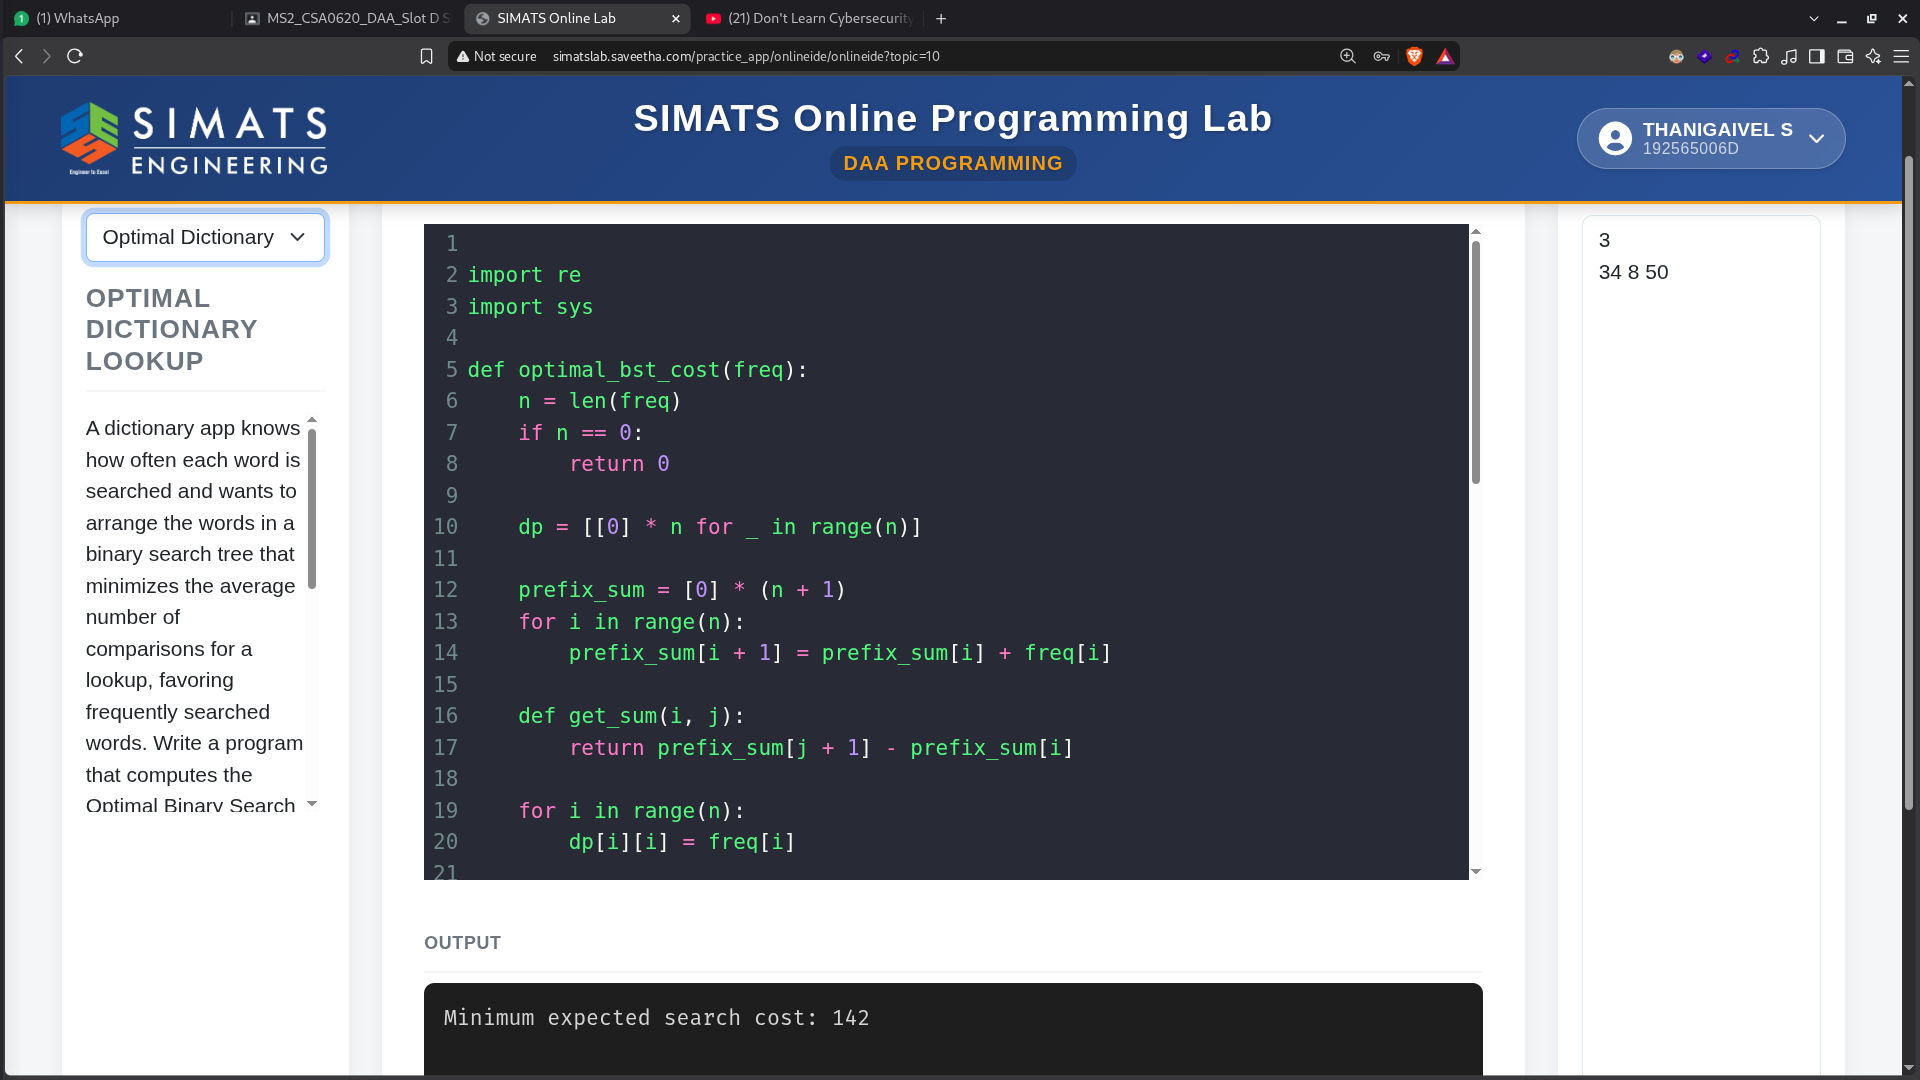 (1) WhatsApp
MS2_CSA0620_DAA_Slot D
SIMATS Online Lab
(21) Don't Learn Cybersecurity
Not secure simatslab.saveetha.com/practice_app/onlineide/onlineide?topic=10
SIMATS
ENGINEERING
Engineer to Excel
SIMATS Online Programming Lab
DAA PROGRAMMING
THANIGAIVEL S
192565006D
Optimal Dictionary
OPTIMAL
DICTIONARY
LOOKUP
A dictionary app knows
how often each word is
searched and wants to
arrange the words in a
binary search tree that
minimizes the average
number of
comparisons for a
lookup, favoring
frequently searched
words. Write a program
that computes the
Optimal Binary Search
1
2 import re
3 import sys
4
5 def optimal_bst_cost(freq):
6     n = len(freq)
7     if n == 0:
8         return 0
9
10     dp = [[0] * n for _ in range(n)]
11
12     prefix_sum = [0] * (n + 1)
13     for i in range(n):
14         prefix_sum[i + 1] = prefix_sum[i] + freq[i]
15
16     def get_sum(i, j):
17         return prefix_sum[j + 1] - prefix_sum[i]
18
19     for i in range(n):
20         dp[i][i] = freq[i]
21
OUTPUT
Minimum expected search cost: 142
3
34 8 50